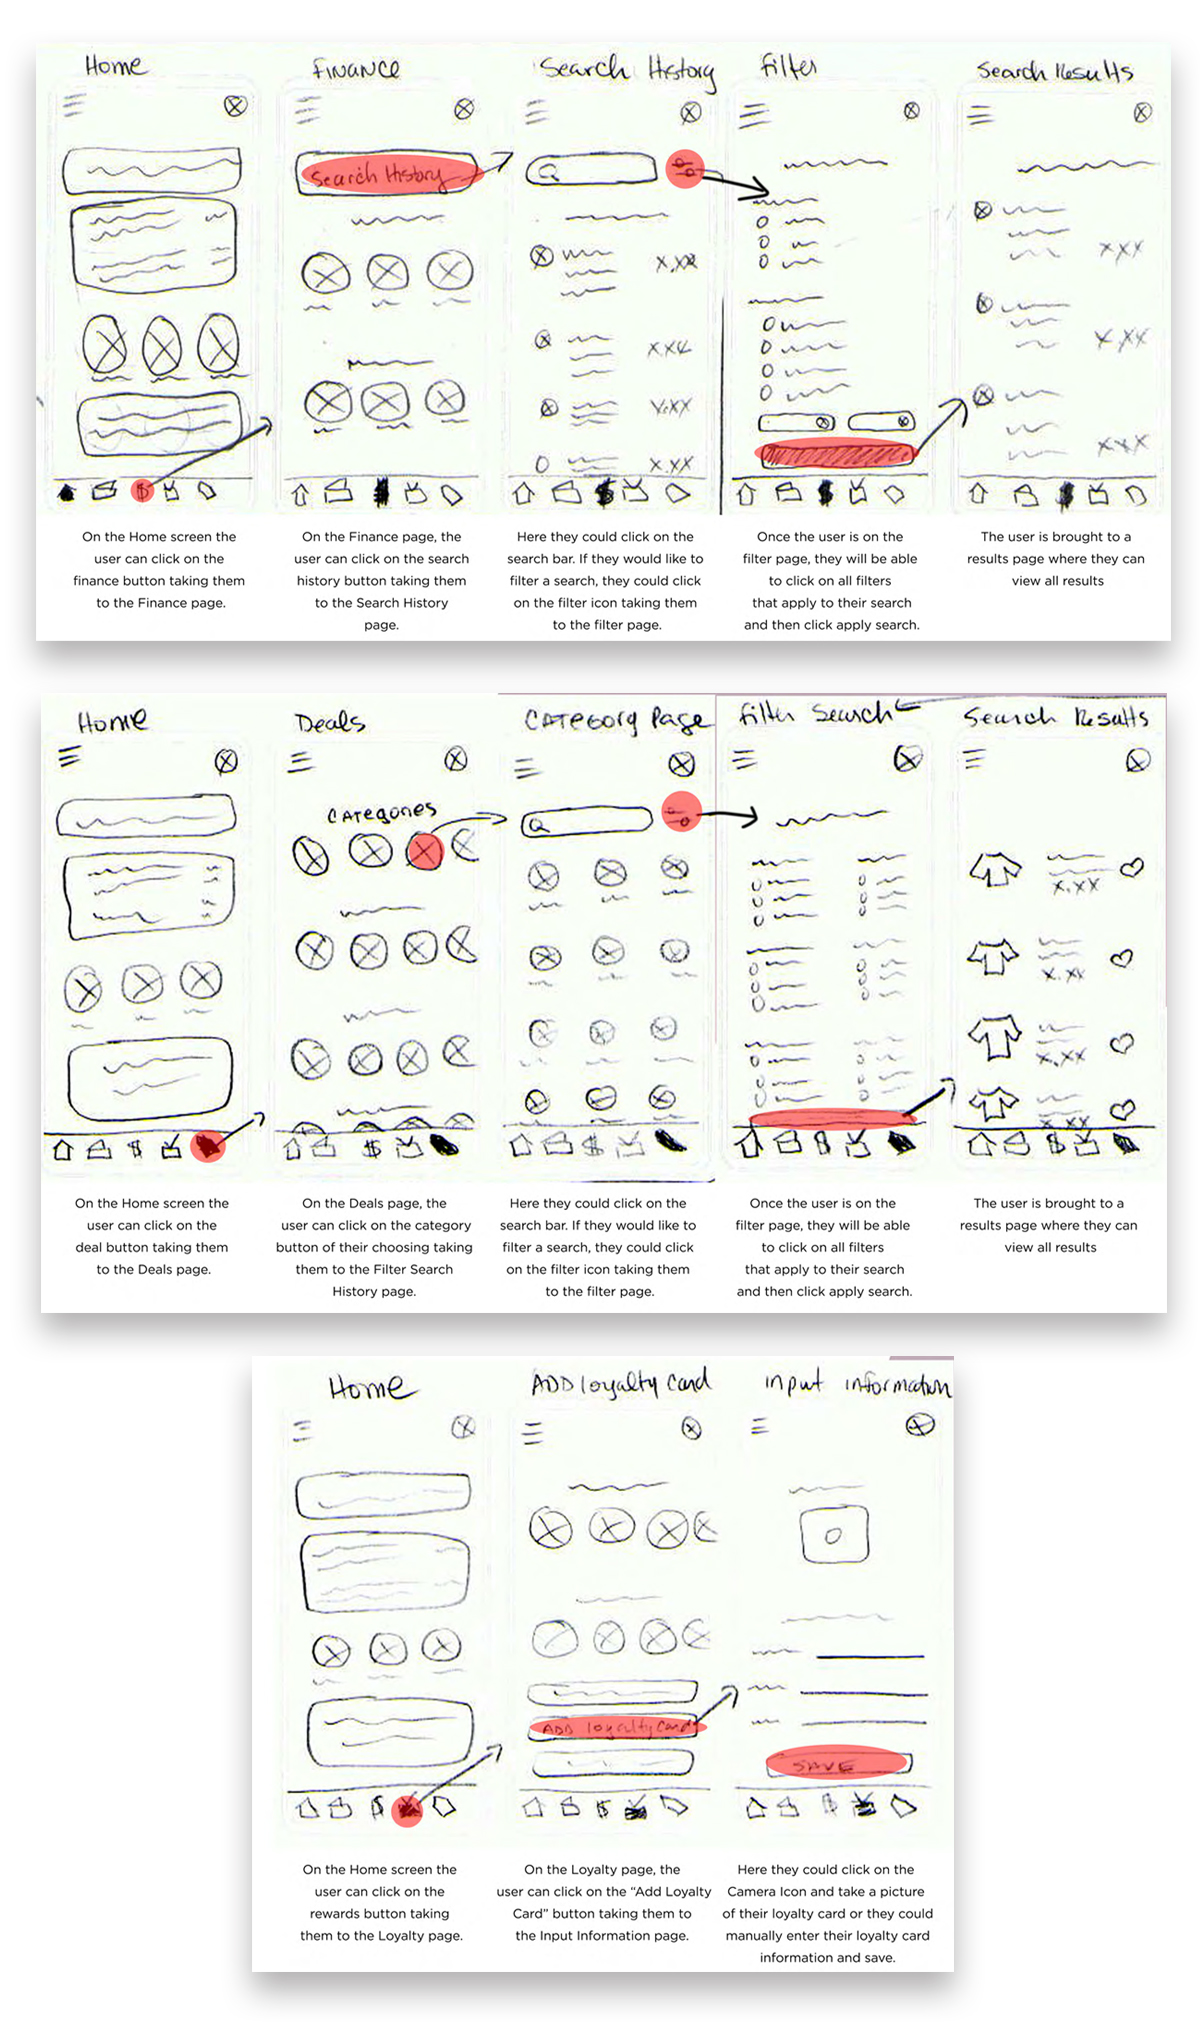 Home
Finance
Search History
Filter
Search Results
Search History
X.XX
X.XX
X.XX
X.XX
XXX
X.XX
XXX
On the Home screen the
user can click on the
finance button taking them
to the Finance page.
On the Finance page, the
user can click on the search
history button taking them
to the Search History
page.
Here they could click on the
search bar. If they would like to
filter a search, they could click
on the filter icon taking them
to the filter page.
Once the user is on the
filter page, they will be able
to click on all filters
that apply to their search
and then click apply search.
The user is brought to a
results page where they can
view all results
Home
Deals
Category Page
Filter Search
Search Results
Categories
X.XX
X.XX
X.XX
X.XX
On the Home screen the
user can click on the
deal button taking them
to the Deals page.
On the Deals page, the
user can click on the category
button of their choosing taking
them to the Filter Search
History page.
Here they could click on the
search bar. If they would like to
filter a search, they could click
on the filter icon taking them
to the filter page.
Once the user is on the
filter page, they will be able
to click on all filters
that apply to their search
and then click apply search.
The user is brought to a
results page where they can
view all results
Home
ADD loyalty Card
input information
ADD loyalty Card
SAVE
On the Home screen the
user can click on the
rewards button taking
them to the Loyalty page.
On the Loyalty page, the
user can click on the “Add Loyalty
Card” button taking them to
the Input Information page.
Here they could click on the
Camera Icon and take a picture
of their loyalty card or they could
manually enter their loyalty card
information and save.